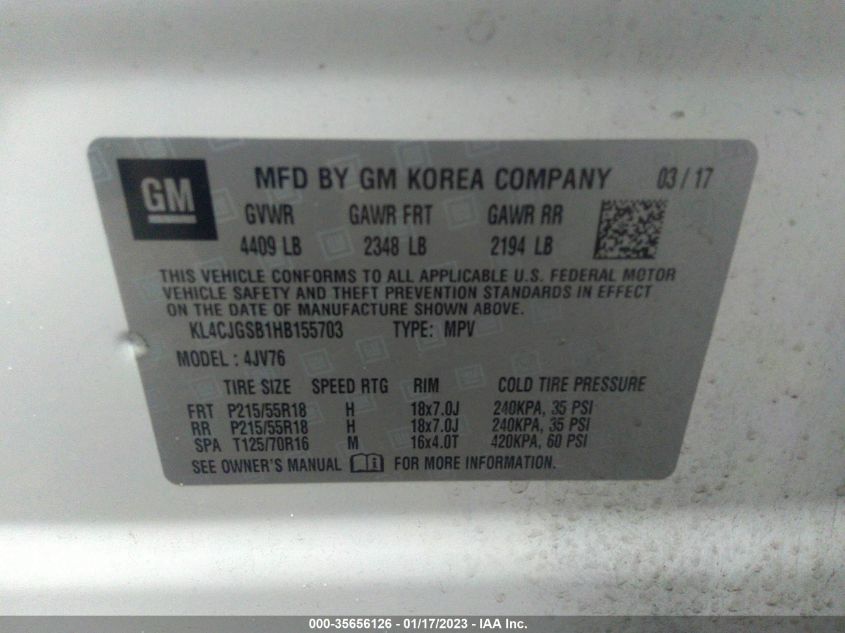 GM
MFD BY GM KOREA COMPANY 03 / 17
GVWR GAWR FRT GAWR RR
4409 LB 2348 LB 2194 LB
THIS VEHICLE CONFORMS TO ALL APPLICABLE U.S. FEDERAL MOTOR
VEHICLE SAFETY AND THEFT PREVENTION STANDARDS IN EFFECT
ON THE DATE OF MANUFACTURE SHOWN ABOVE.
KL4CJGSB1HB155703 TYPE: MPV
MODEL : 4JV76
TIRE SIZE SPEED RTG RIM COLD TIRE PRESSURE
FRT P215/55R18 H 18x7.0J 240KPA, 35 PSI
RR P215/55R18 H 18x7.0J 240KPA, 35 PSI
SPA T125/70R16 M 16x4.0T 420KPA, 60 PSI
SEE OWNER'S MANUAL FOR MORE INFORMATION.
000-35656126 - 01/17/2023 - IAA Inc.